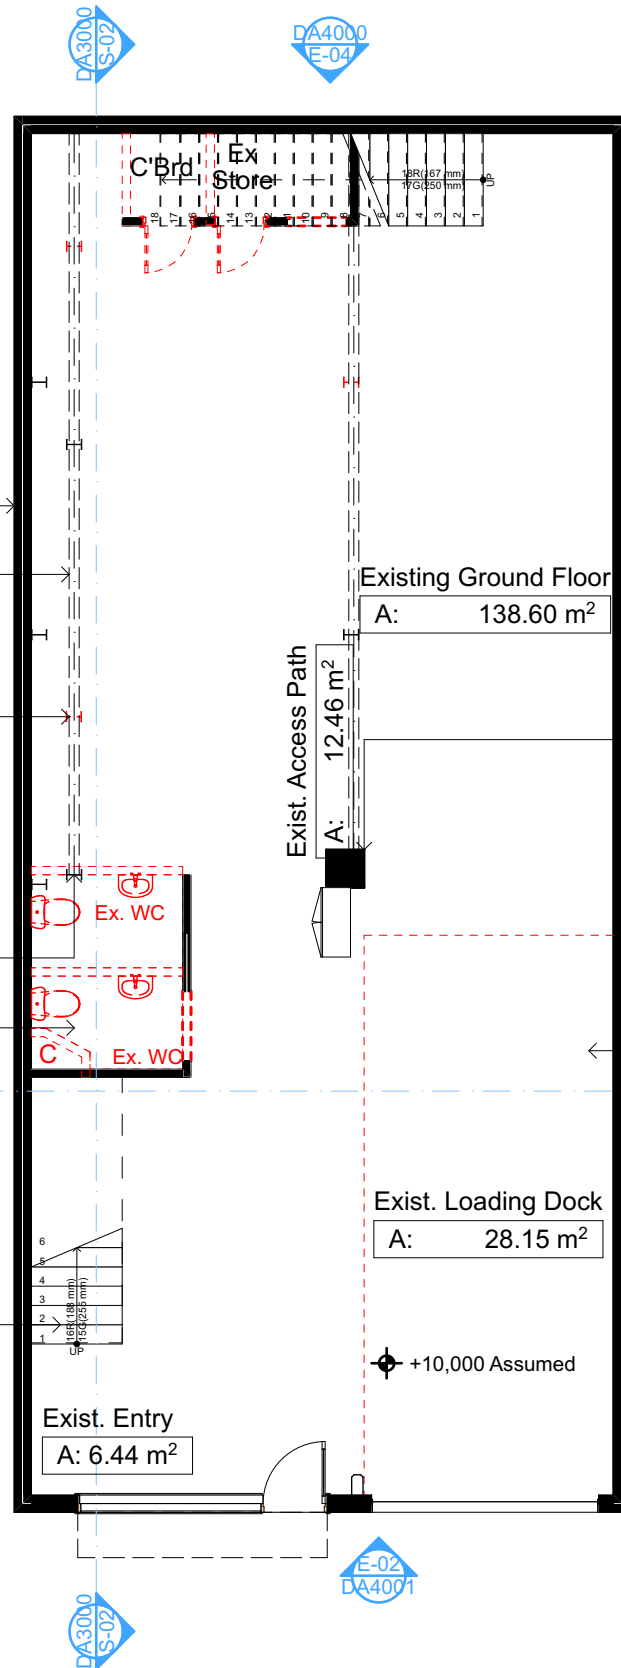 DA3000
S-02
DA4000
E-04
C'Brd
Ex
Store
18R(167 mm)
17G(250 mm)
UP
18
17
16
15
14
13
12
11
10
9
8
7
6
5
4
3
2
1
Existing Ground Floor
A: 138.60 m²
Exist. Access Path
A: 12.46 m²
Ex. WC
C
Ex. WC
Exist. Loading Dock
A: 28.15 m²
6
5
4
3
2
1
16R(188 mm)
15G(255 mm)
UP
+10,000 Assumed
Exist. Entry
A: 6.44 m²
E-02
DA4001
DA3000
S-02